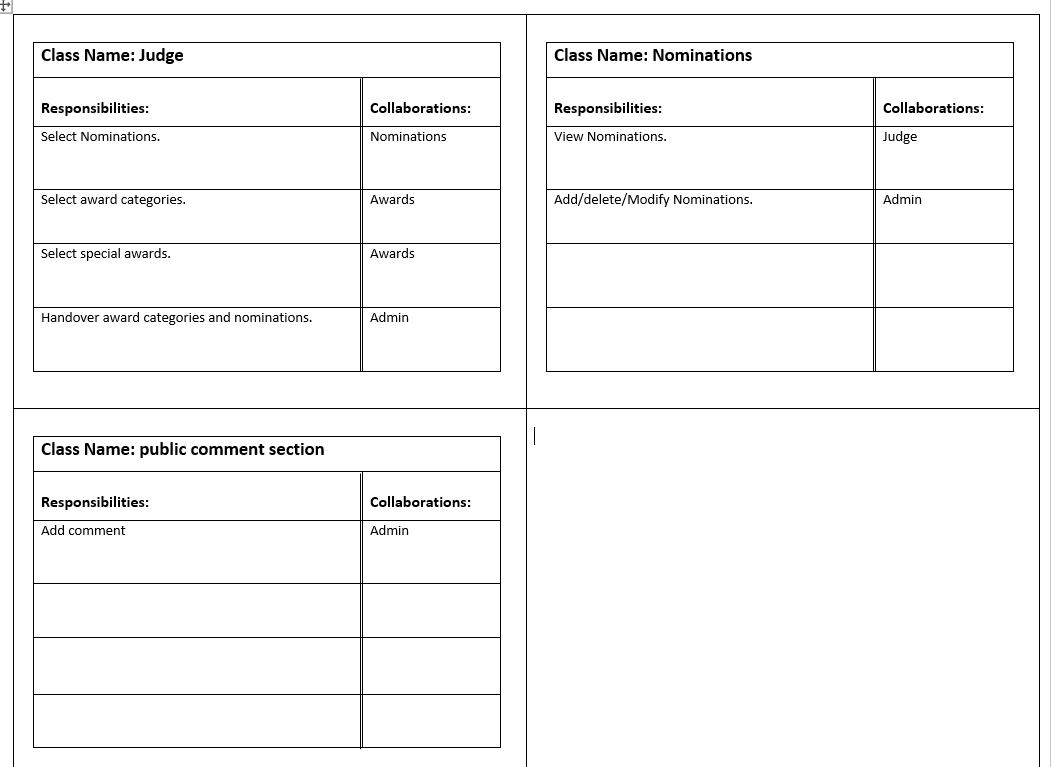 Class Name: Judge
Responsibilities: Collaborations:
Select Nominations. Nominations
Select award categories. Awards
Select special awards. Awards
Handover award categories and nominations. Admin
Class Name: Nominations
Responsibilities: Collaborations:
View Nominations. Judge
Add/delete/Modify Nominations. Admin
Class Name: public comment section
Responsibilities: Collaborations:
Add comment Admin